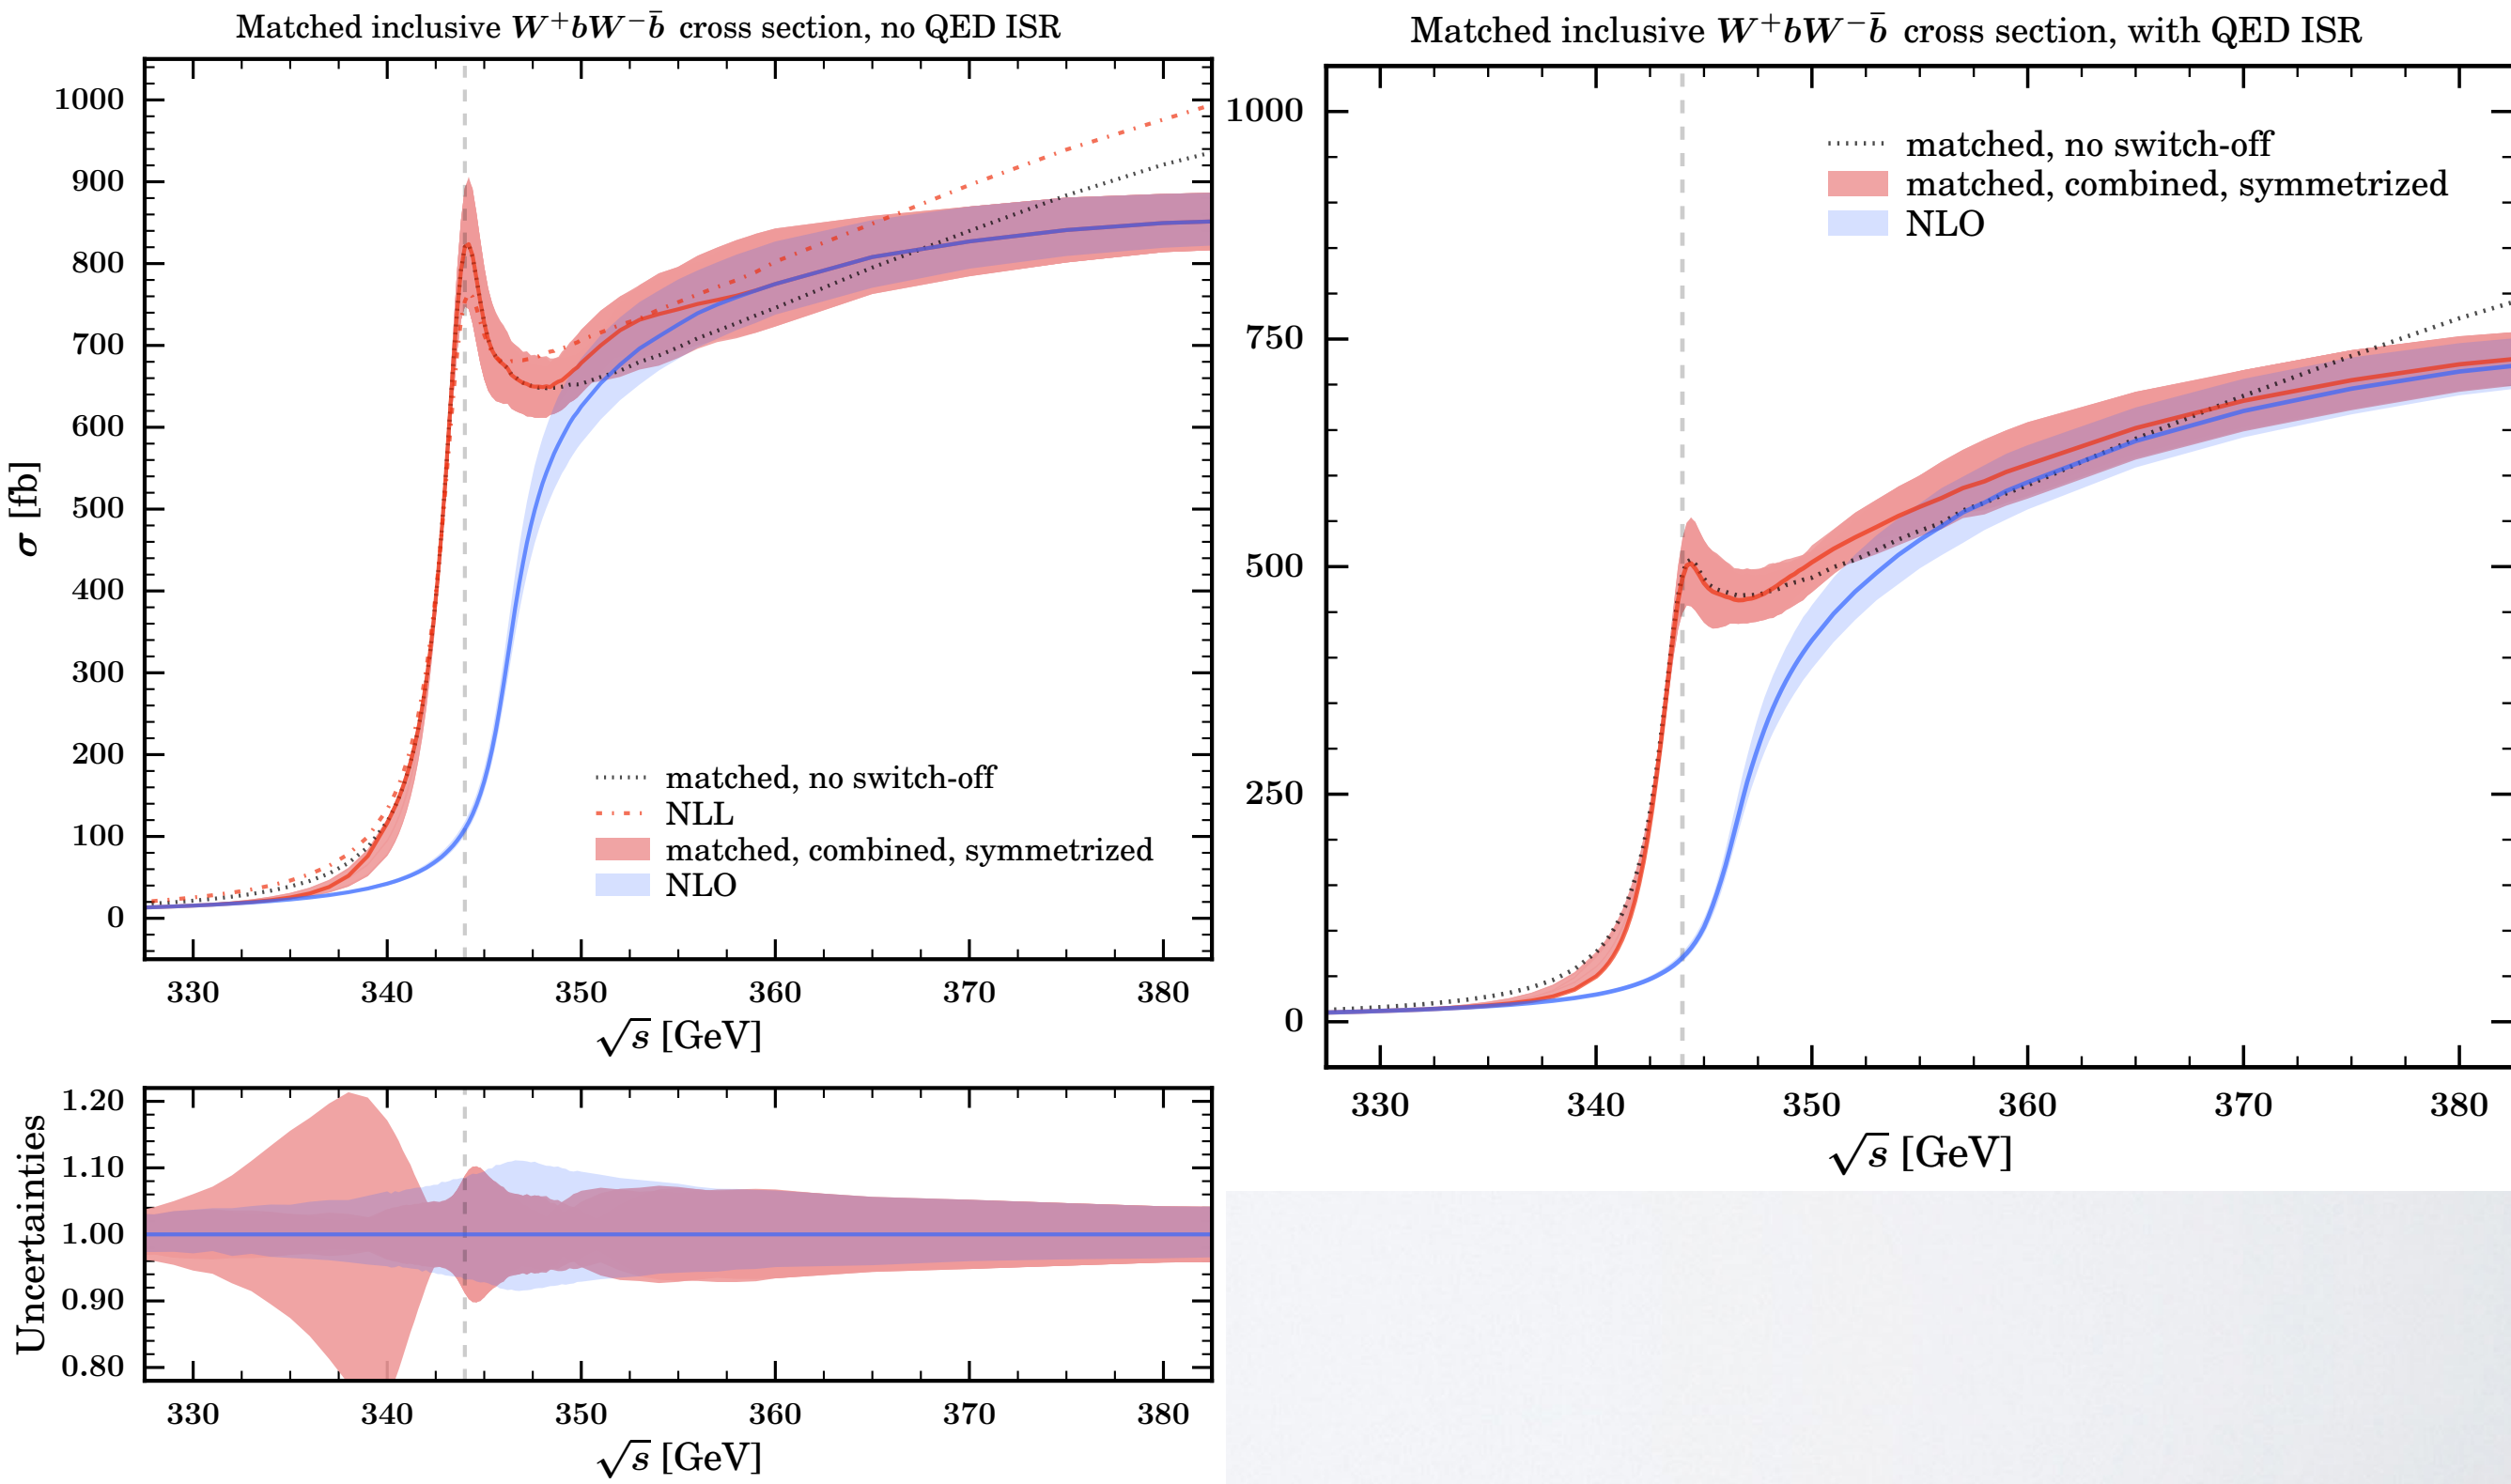 Matched inclusive W⁺bW⁻b̄ cross section, no QED ISR
1000
900
800
700
600
500
400
300
200
100
0
σ [fb]
matched, no switch-off
NLL
matched, combined, symmetrized
NLO
330 340 350 360 370 380
√s [GeV]
1.20
1.10
1.00
0.90
0.80
Uncertainties
330 340 350 360 370 380
√s [GeV]
Matched inclusive W⁺bW⁻b̄ cross section, with QED ISR
1000
750
500
250
0
matched, no switch-off
matched, combined, symmetrized
NLO
330 340 350 360 370 380
√s [GeV]